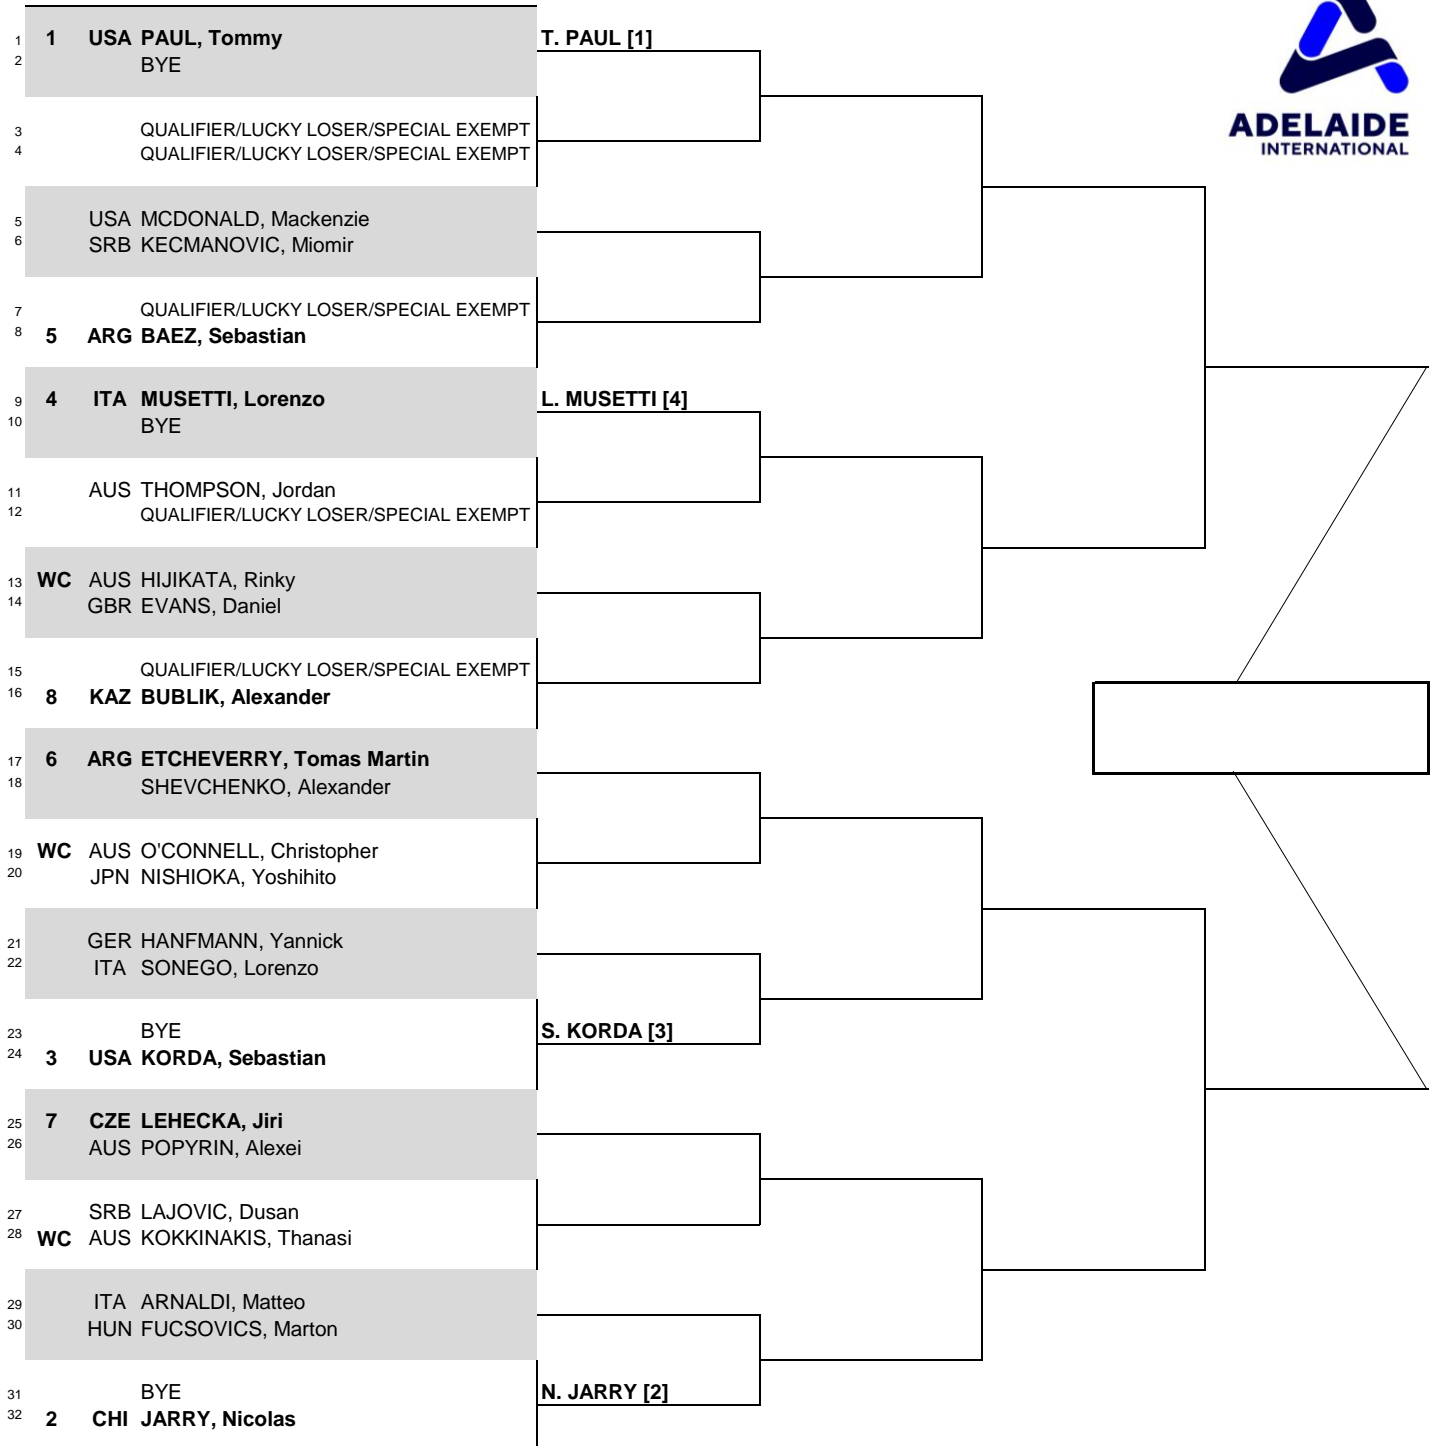 1 1 USA PAUL, Tommy T. PAUL [1]
2 BYE
ADELAIDE
INTERNATIONAL
3 QUALIFIER/LUCKY LOSER/SPECIAL EXEMPT
4 QUALIFIER/LUCKY LOSER/SPECIAL EXEMPT
5 USA MCDONALD, Mackenzie
6 SRB KECMANOVIC, Miomir
7 QUALIFIER/LUCKY LOSER/SPECIAL EXEMPT
8 5 ARG BAEZ, Sebastian
9 4 ITA MUSETTI, Lorenzo L. MUSETTI [4]
10 BYE
11 AUS THOMPSON, Jordan
12 QUALIFIER/LUCKY LOSER/SPECIAL EXEMPT
13 WC AUS HIJIKATA, Rinky
14 GBR EVANS, Daniel
15 QUALIFIER/LUCKY LOSER/SPECIAL EXEMPT
16 8 KAZ BUBLIK, Alexander
17 6 ARG ETCHEVERRY, Tomas Martin
18 SHEVCHENKO, Alexander
19 WC AUS O'CONNELL, Christopher
20 JPN NISHIOKA, Yoshihito
21 GER HANFMANN, Yannick
22 ITA SONEGO, Lorenzo
23 BYE S. KORDA [3]
24 3 USA KORDA, Sebastian
25 7 CZE LEHECKA, Jiri
26 AUS POPYRIN, Alexei
27 SRB LAJOVIC, Dusan
28 WC AUS KOKKINAKIS, Thanasi
29 ITA ARNALDI, Matteo
30 HUN FUCSOVICS, Marton
31 BYE N. JARRY [2]
32 2 CHI JARRY, Nicolas